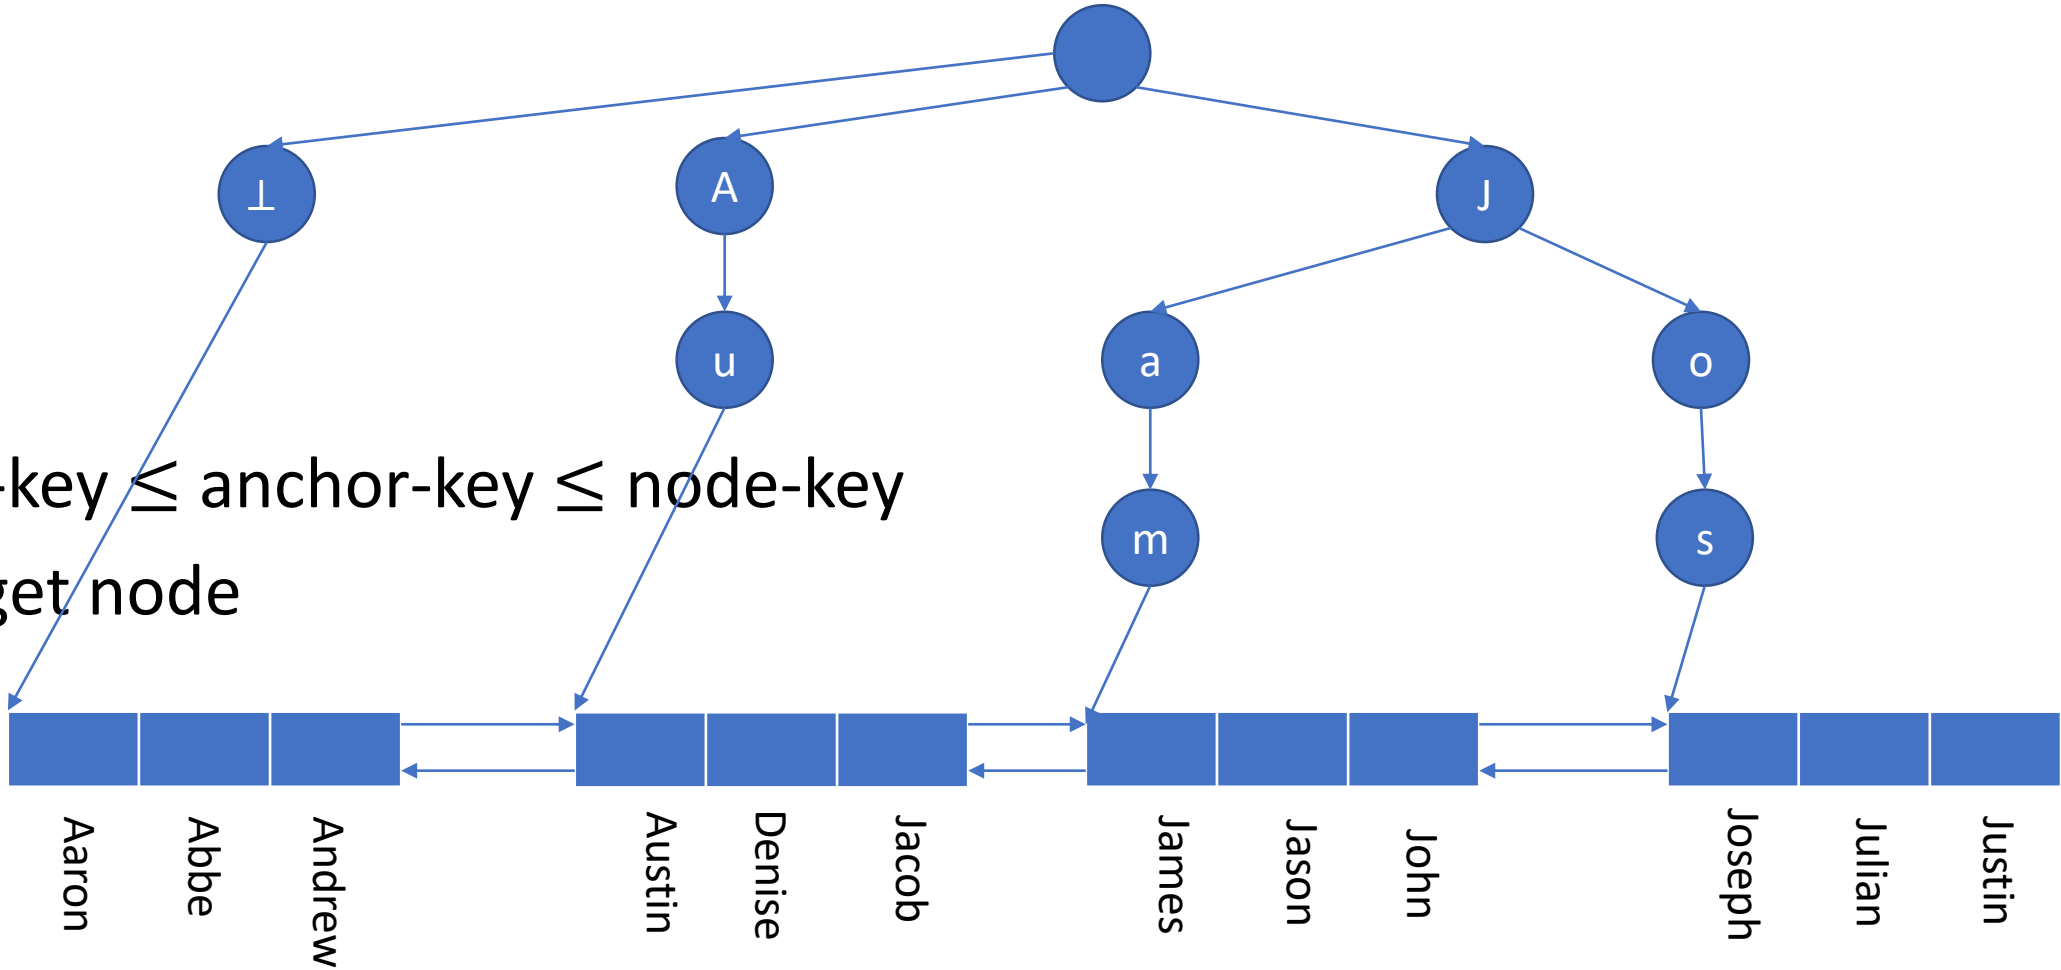 ⊥
A
J
u
a
o
-key ≤ anchor-key ≤ node-key
m
s
get node
Aaron
Abbe
Andrew
Austin
Denise
Jacob
James
Jason
John
Joseph
Julian
Justin